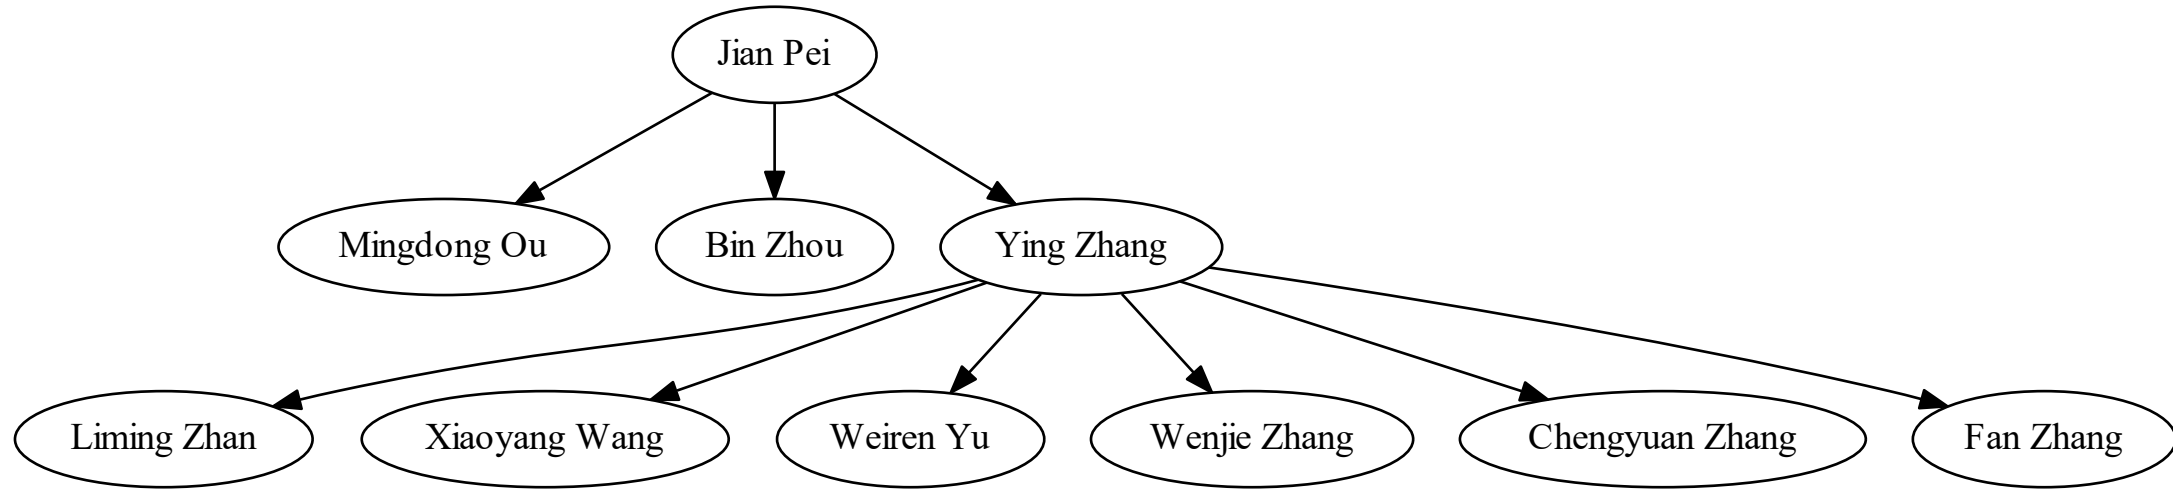 Jian Pei
Mingdong Ou
Bin Zhou
Ying Zhang
Liming Zhan
Xiaoyang Wang
Weiren Yu
Wenjie Zhang
Chengyuan Zhang
Fan Zhang